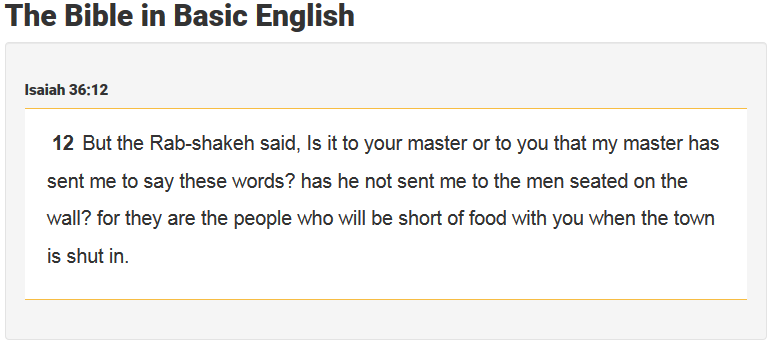 The Bible in Basic English
Isaiah 36:12
12 But the Rab-shakeh said, Is it to your master or to you that my master has
sent me to say these words? has he not sent me to the men seated on the
wall? for they are the people who will be short of food with you when the town
is shut in.